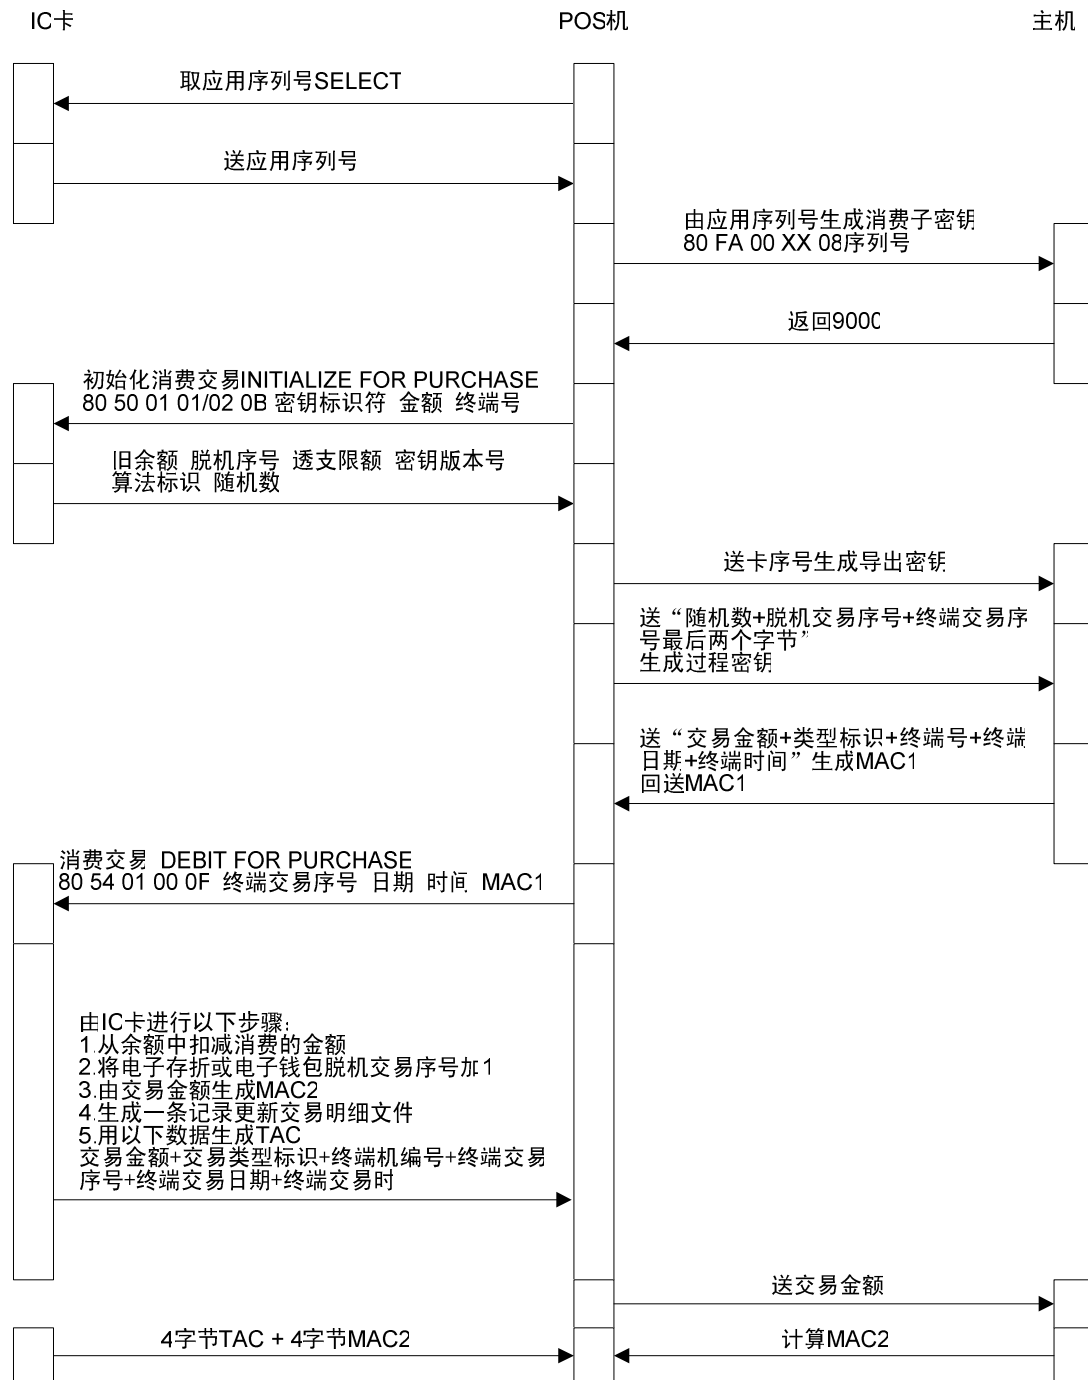 IC卡
POS机
主机
取应用序列号SELECT
送应用序列号
由应用序列号生成消费子密钥
80 FA 00 XX 08序列号
返回9000
初始化消费交易INITIALIZE FOR PURCHASE
80 50 01 01/02 0B 密钥标识符 金额 终端号
旧余额 脱机序号 透支限额 密钥版本号
算法标识 随机数
送卡序号生成导出密钥
送“随机数+脱机交易序号+终端交易序
号最后两个字节”
生成过程密钥
送“交易金额+类型标识+终端号+终端
日期+终端时间”生成MAC1
回送MAC1
消费交易 DEBIT FOR PURCHASE
80 54 01 00 0F 终端交易序号 日期 时间 MAC1
由IC卡进行以下步骤:
1.从余额中扣减消费的金额
2.将电子存折或电子钱包脱机交易序号加1
3.由交易金额生成MAC2
4.生成一条记录更新交易明细文件
5.用以下数据生成TAC
交易金额+交易类型标识+终端机编号+终端交易
序号+终端交易日期+终端交易时
送交易金额
4字节TAC + 4字节MAC2
计算MAC2